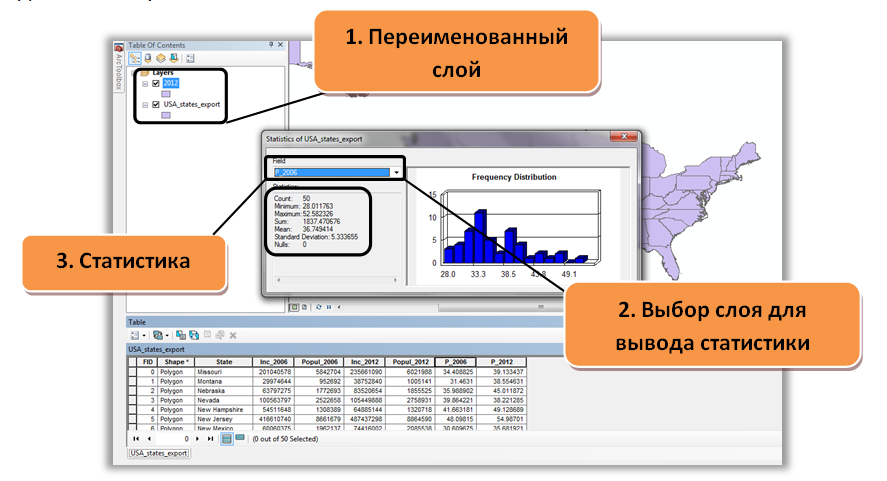 1. Переименованный
слой
Table Of Contents
ArcToolbox
Layers
2012
USA_states_export
Statistics of USA_states_export
Field
P_2006
Statistics:
Count: 50
Minimum: 28.011763
Maximum: 52.582326
Sum: 1837.470676
Mean: 36.749414
Standard Deviation: 5.333655
Nulls: 0
Frequency Distribution
15
10
5
0
28.0 33.3 38.5 43.8 49.1
3. Статистика
2. Выбор слоя для
вывода статистики
Table
USA_states_export
FID Shape * State Inc_2006 Popul_2006 Inc_2012 Popul_2012 P_2006 P_2012
0 Polygon Missouri 201040578 5842704 235661090 6021988 34.408825 39.133437
1 Polygon Montana 29974644 952692 38752840 1005141 31.4631 38.554631
2 Polygon Nebraska 63797275 1772693 83520654 1855525 35.988902 45.011872
3 Polygon Nevada 100563797 2522658 105449888 2758931 39.864221 38.221285
4 Polygon New Hampshire 54511648 1308389 64885144 1320718 41.663181 49.128689
5 Polygon New Jersey 416610740 8661679 487437298 8864590 48.09815 54.98701
6 Polygon New Mexico 60060375 1962137 74416002 2085538 30.609675 35.681921
0 (0 out of 50 Selected)
USA_states_export